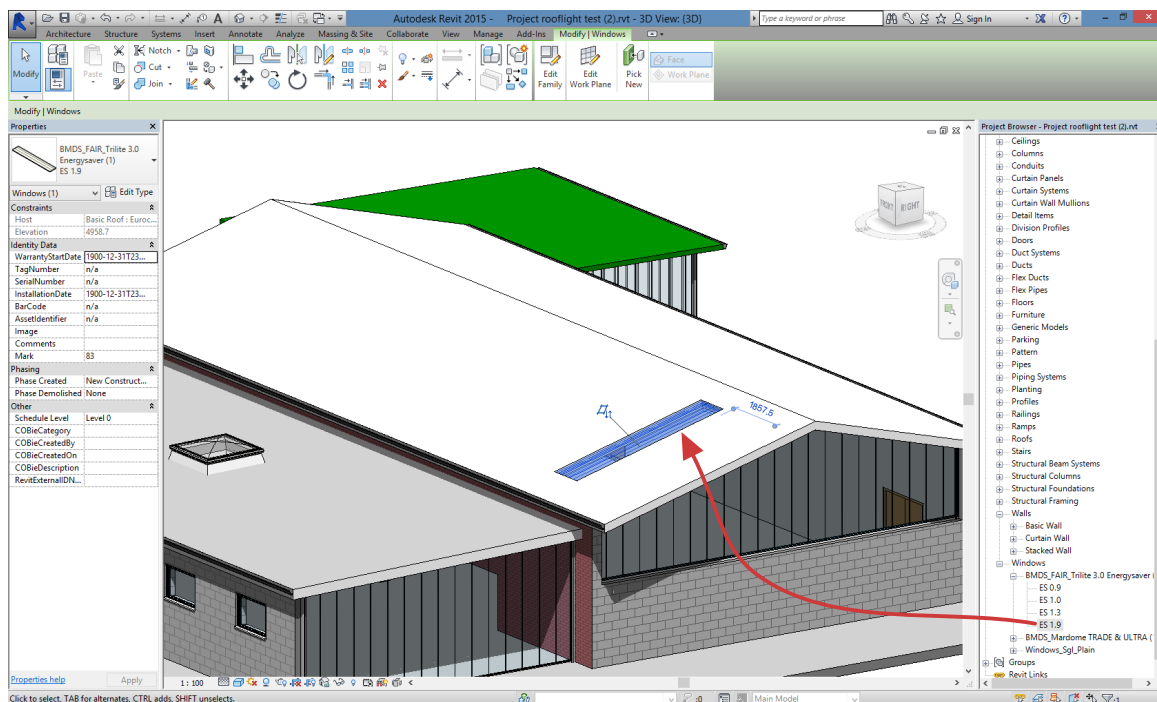 Autodesk Revit 2015 - Project rooflight test (2).rvt - 3D View: {3D}
Type a keyword or phrase
Sign In
Architecture Structure Systems Insert Annotate Analyze Massing & Site Collaborate View Manage Add-Ins Modify | Windows
Modify
Paste
Notch
Cut
Join
Edit Family
Edit Work Plane
Pick New
Face
Work Plane
Modify | Windows
Properties
BMDS_FAIR_Trilite 3.0 Energysaver (1)
ES 1.9
Windows (1)
Edit Type
Constraints
Host Basic Roof : Euroc...
Elevation 4958.7
Identity Data
WarrantyStartDate 1900-12-31T23...
TagNumber n/a
SerialNumber n/a
InstallationDate 1900-12-31T23...
BarCode n/a
AssetIdentifier n/a
Image
Comments
Mark 83
Phasing
Phase Created New Construct...
Phase Demolished None
Other
Schedule Level Level 0
COBieCategory
COBieCreatedBy
COBieCreatedOn
COBieDescription
RevitExternalIDN...
Properties help
Apply
FRONT
RIGHT
1857.5
1 : 100
Project Browser - Project rooflight test (2).rvt
Ceilings
Columns
Conduits
Curtain Panels
Curtain Systems
Curtain Wall Mullions
Detail Items
Division Profiles
Doors
Duct Systems
Ducts
Flex Ducts
Flex Pipes
Floors
Furniture
Generic Models
Parking
Pattern
Pipes
Piping Systems
Planting
Profiles
Railings
Ramps
Roofs
Stairs
Structural Beam Systems
Structural Columns
Structural Foundations
Structural Framing
Walls
Basic Wall
Curtain Wall
Stacked Wall
Windows
BMDS_FAIR_Trilite 3.0 Energysaver (
ES 0.9
ES 1.0
ES 1.3
ES 1.9
BMDS_Mardome TRADE & ULTRA (
Windows_Sgl_Plain
Groups
Revit Links
Click to select, TAB for alternates, CTRL adds, SHIFT unselects.
:0
Main Model
:1